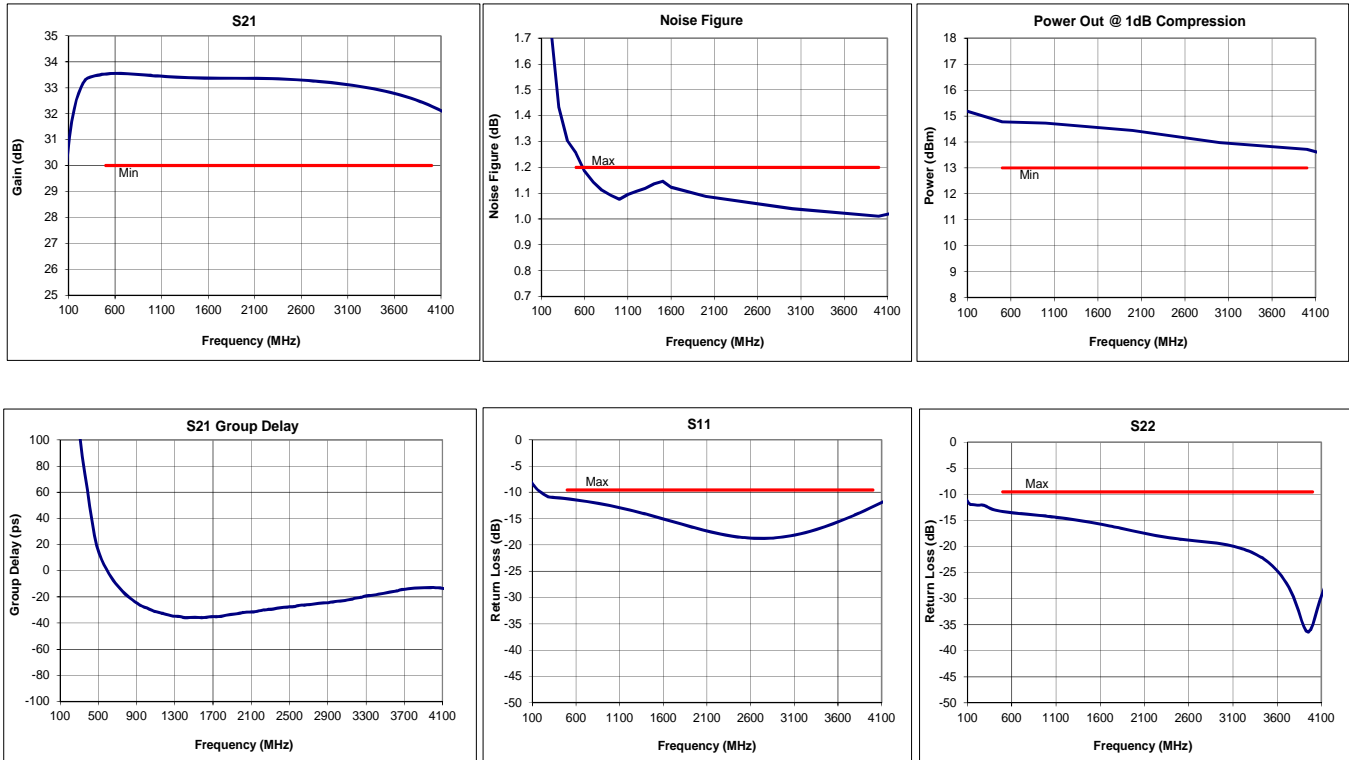 S21
Gain (dB)
35
34
33
32
31
30
29
28
27
26
25
Min
100 600 1100 1600 2100 2600 3100 3600 4100
Frequency (MHz)
Noise Figure
Noise Figure (dB)
1.7
1.6
1.5
1.4
1.3
1.2
1.1
1.0
0.9
0.8
0.7
Max
100 600 1100 1600 2100 2600 3100 3600 4100
Frequency (MHz)
Power Out @ 1dB Compression
Power (dBm)
18
17
16
15
14
13
12
11
10
9
8
Min
100 600 1100 1600 2100 2600 3100 3600 4100
Frequency (MHz)
S21 Group Delay
Group Delay (ps)
100
80
60
40
20
0
-20
-40
-60
-80
-100
100 500 900 1300 1700 2100 2500 2900 3300 3700 4100
Frequency (MHz)
S11
Return Loss (dB)
0
-5
-10
-15
-20
-25
-30
-35
-40
-45
-50
Max
100 600 1100 1600 2100 2600 3100 3600 4100
Frequency (MHz)
S22
Return Loss (dB)
0
-5
-10
-15
-20
-25
-30
-35
-40
-45
-50
Max
100 600 1100 1600 2100 2600 3100 3600 4100
Frequency (MHz)